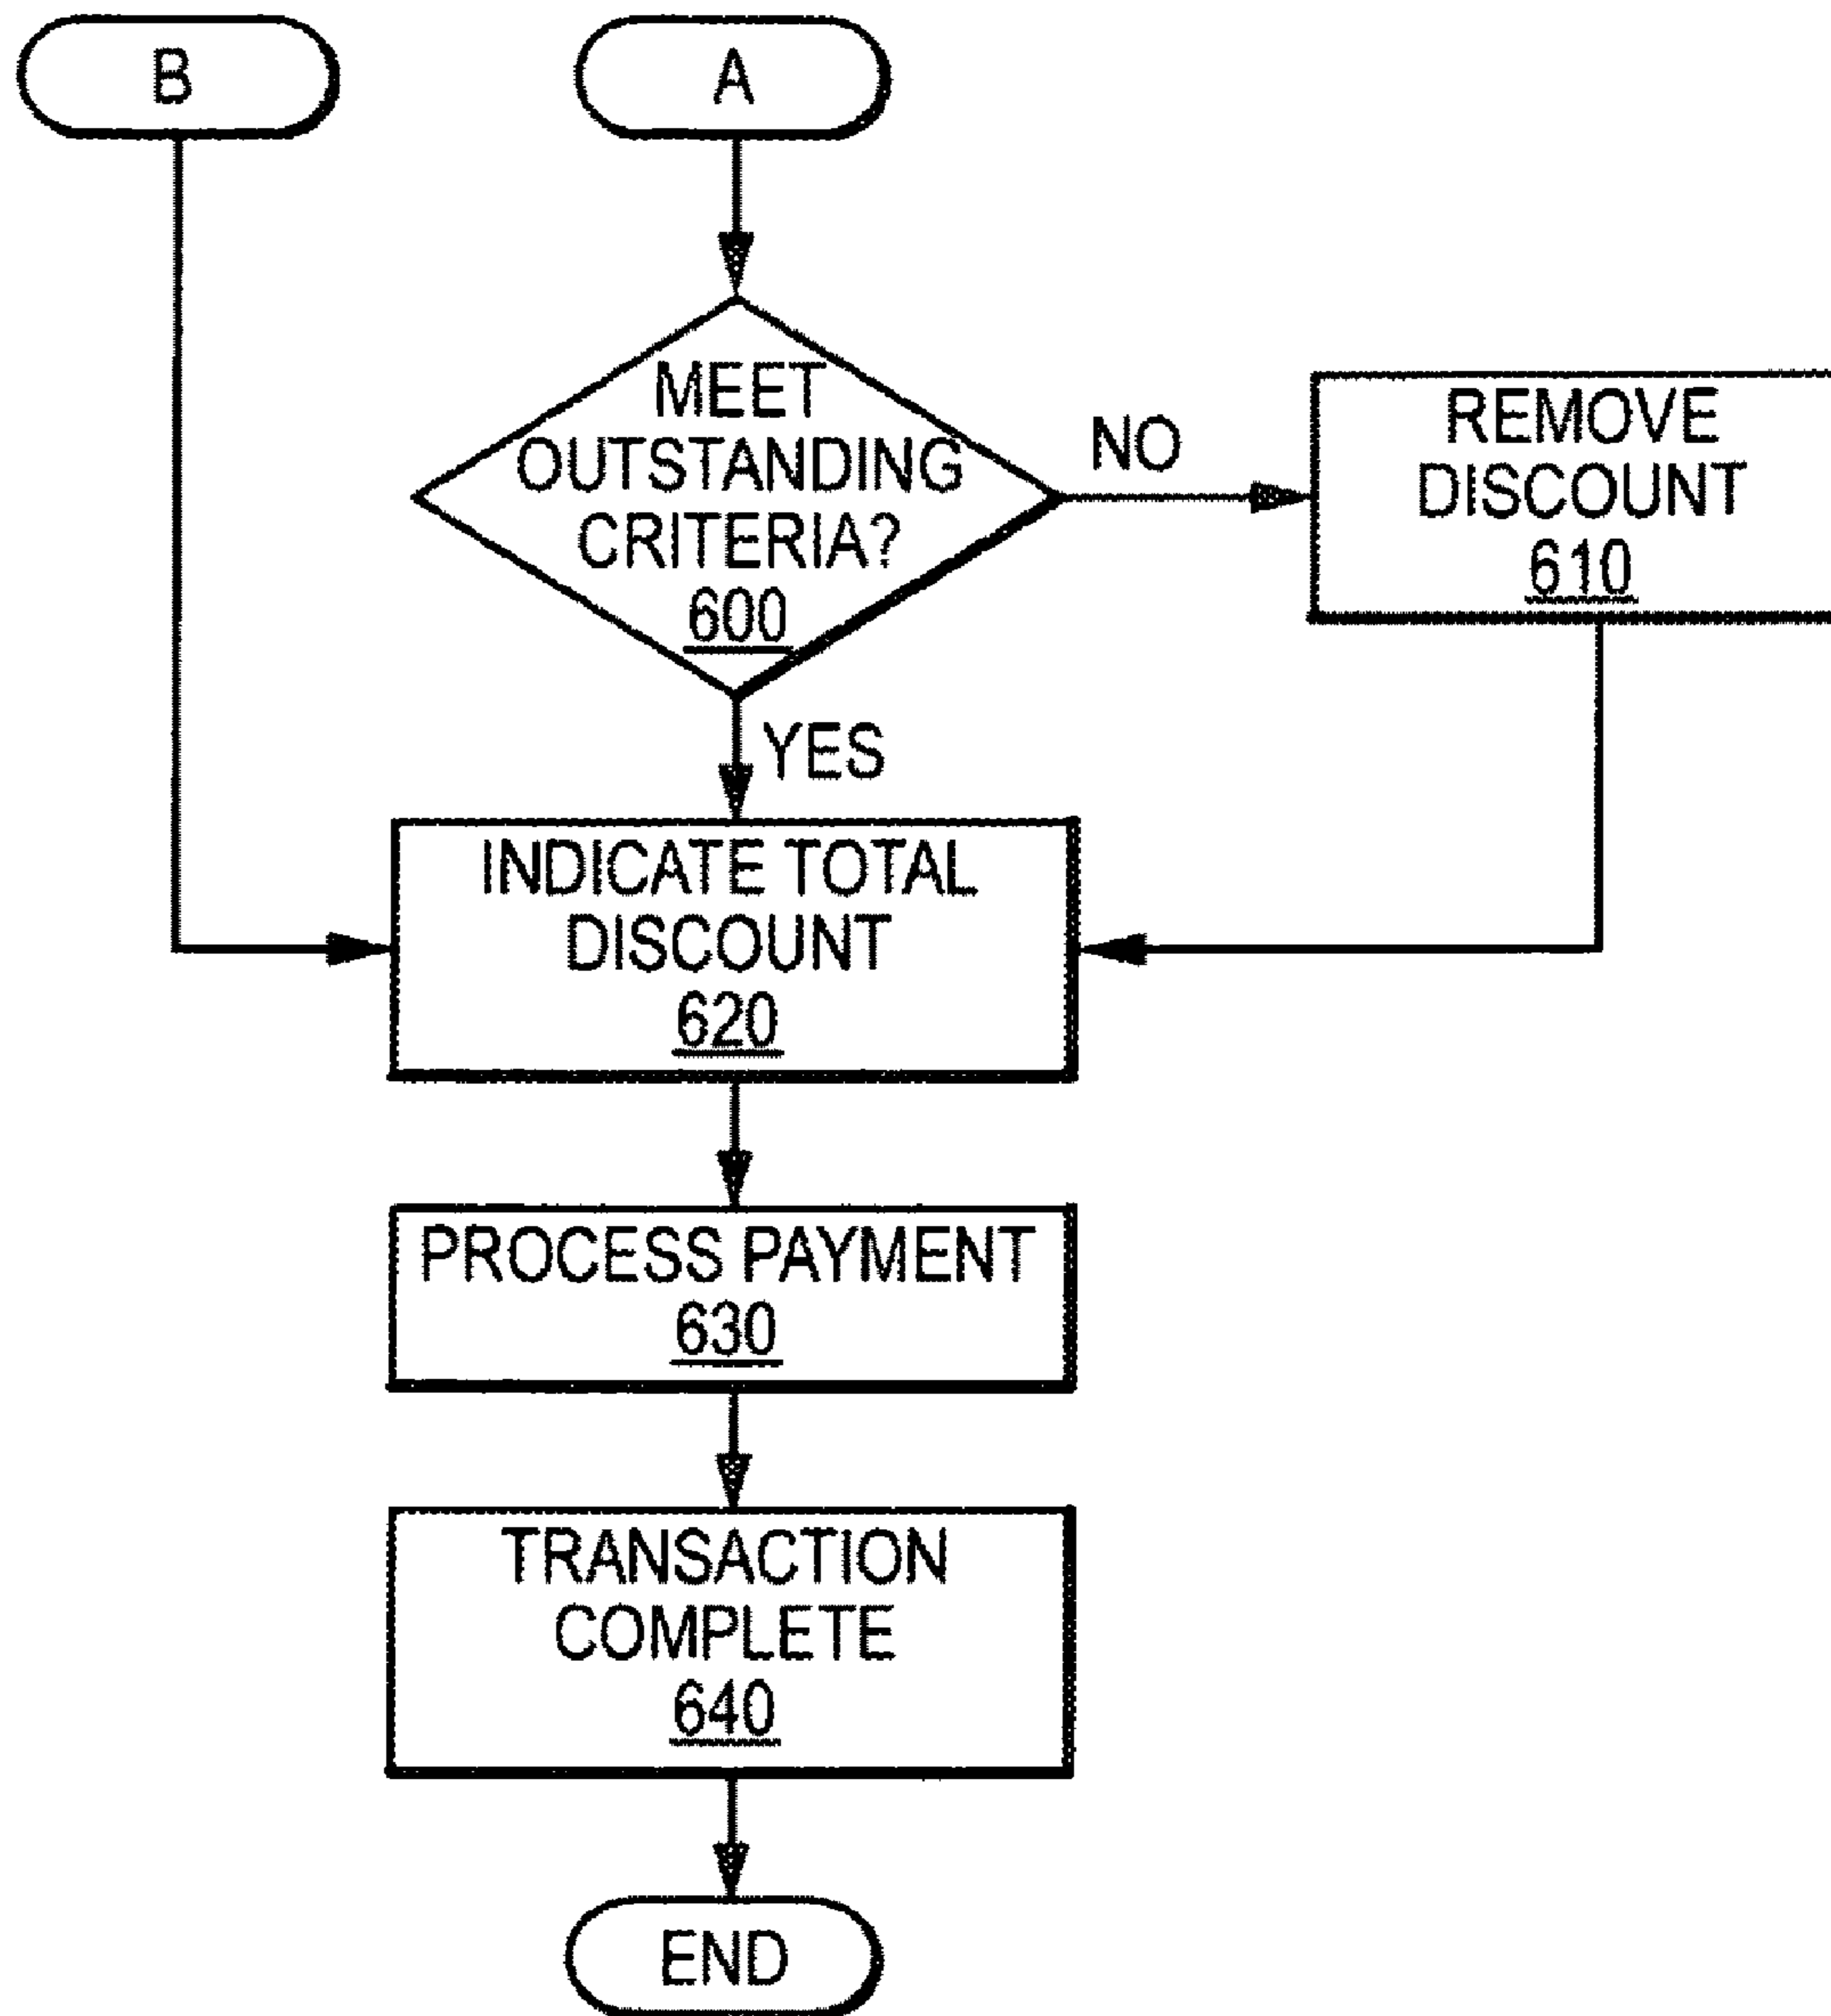 B
A
MEET
OUTSTANDING
CRITERIA?
600
NO
REMOVE
DISCOUNT
610
YES
INDICATE TOTAL
DISCOUNT
620
PROCESS PAYMENT
630
TRANSACTION
COMPLETE
640
END